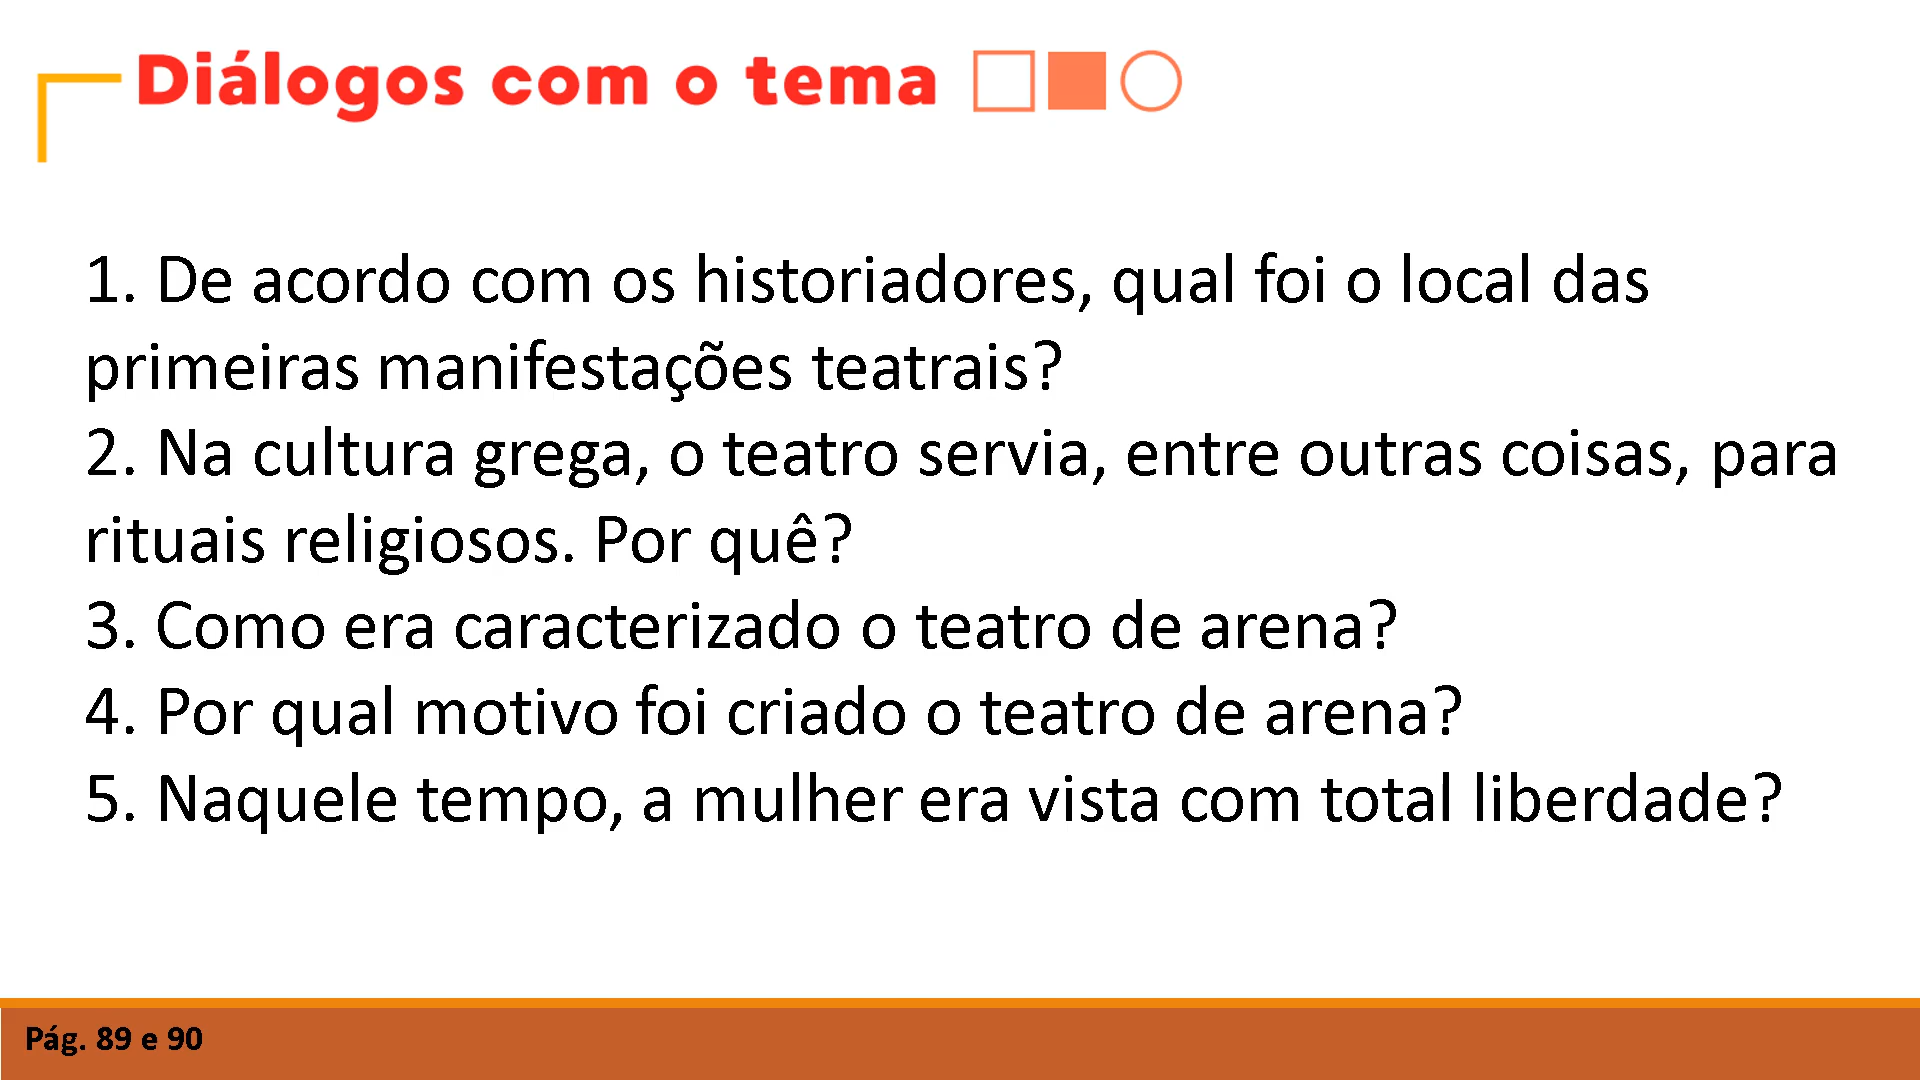 Diálogos com o tema
1. De acordo com os historiadores, qual foi o local das
primeiras manifestações teatrais?
2. Na cultura grega, o teatro servia, entre outras coisas, para
rituais religiosos. Por quê?
3. Como era caracterizado o teatro de arena?
4. Por qual motivo foi criado o teatro de arena?
5. Naquele tempo, a mulher era vista com total liberdade?
Pág. 89 e 90